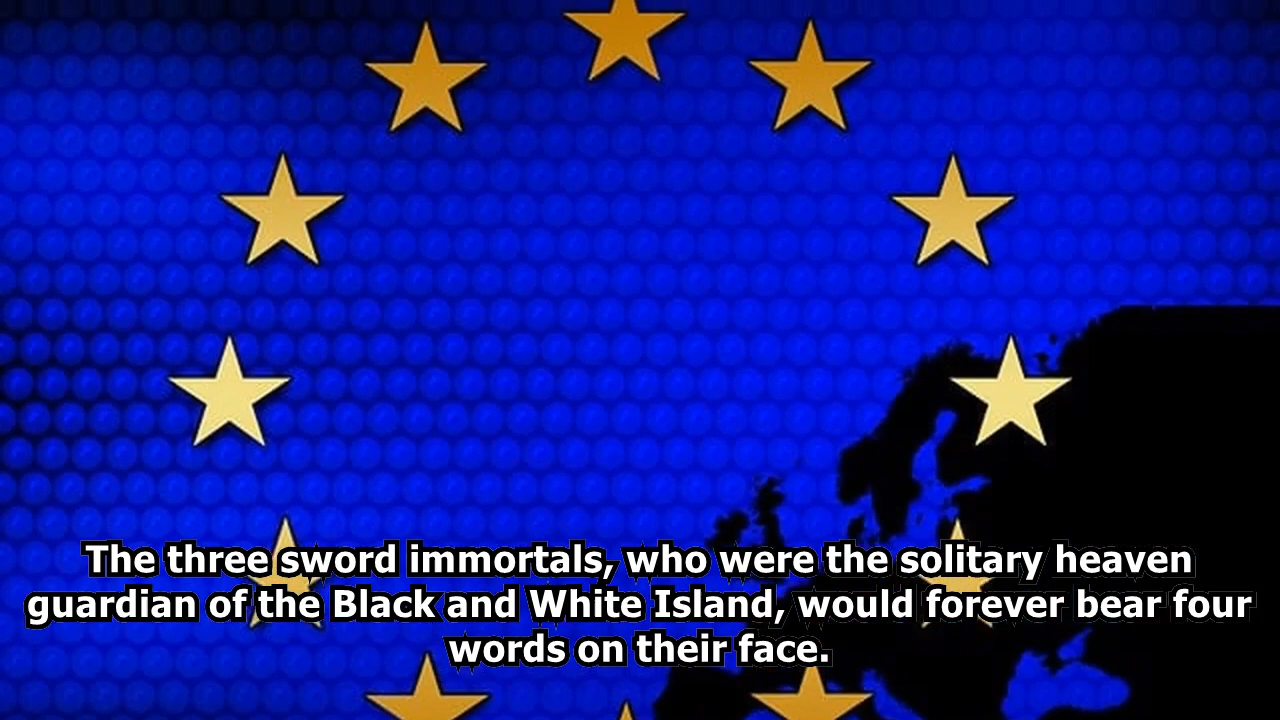 The three sword immortals, who were the solitary heaven
guardian of the Black and White Island, would forever bear four
words on their face.